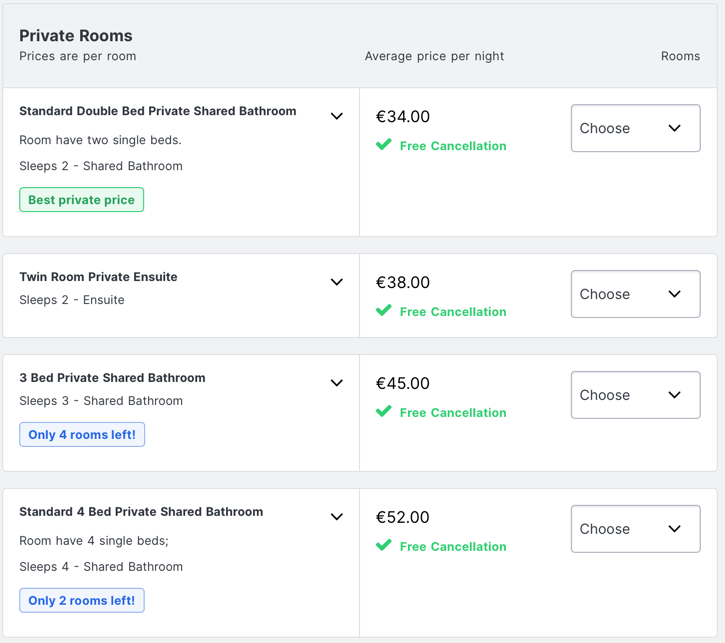 Private Rooms
Prices are per room
Average price per night
Rooms
Standard Double Bed Private Shared Bathroom
Room have two single beds.
Sleeps 2 - Shared Bathroom
Best private price
€34.00
Free Cancellation
Choose
Twin Room Private Ensuite
Sleeps 2 - Ensuite
€38.00
Free Cancellation
Choose
3 Bed Private Shared Bathroom
Sleeps 3 - Shared Bathroom
Only 4 rooms left!
€45.00
Free Cancellation
Choose
Standard 4 Bed Private Shared Bathroom
Room have 4 single beds;
Sleeps 4 - Shared Bathroom
Only 2 rooms left!
€52.00
Free Cancellation
Choose